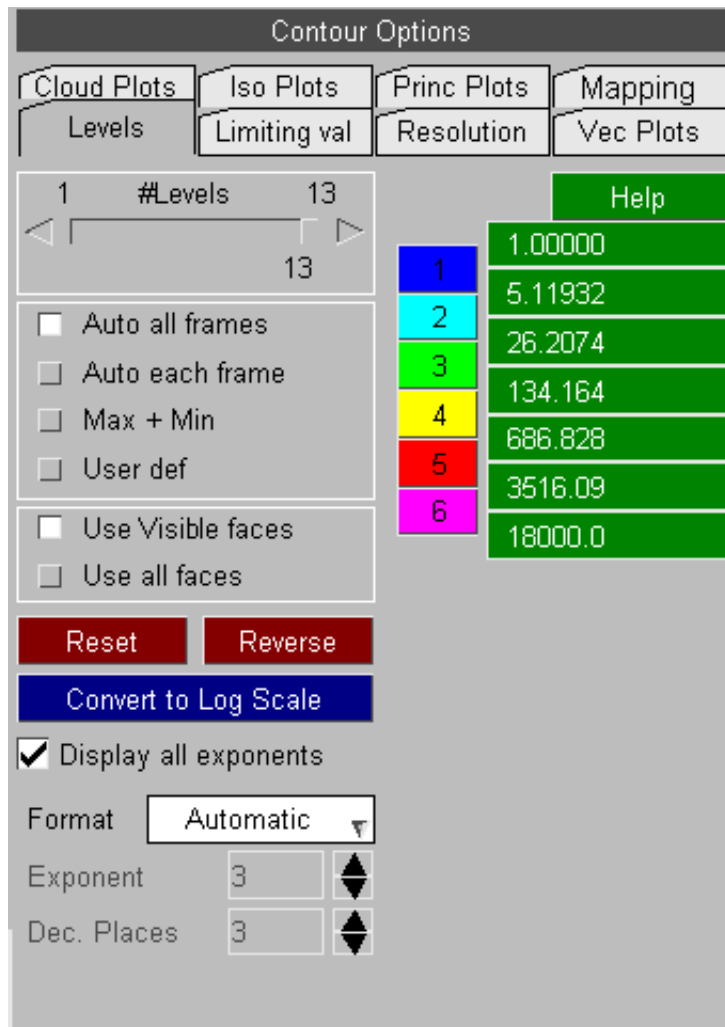 Contour Options
Cloud Plots Iso Plots Princ Plots Mapping
Levels Limiting val Resolution Vec Plots
1 #Levels 13
13
Help
1.00000
1
5.11932
2
26.2074
3
134.164
4
686.828
5
3516.09
6
18000.0
Auto all frames
Auto each frame
Max + Min
User def
Use Visible faces
Use all faces
Reset Reverse
Convert to Log Scale
Display all exponents
Format Automatic
Exponent 3
Dec. Places 3